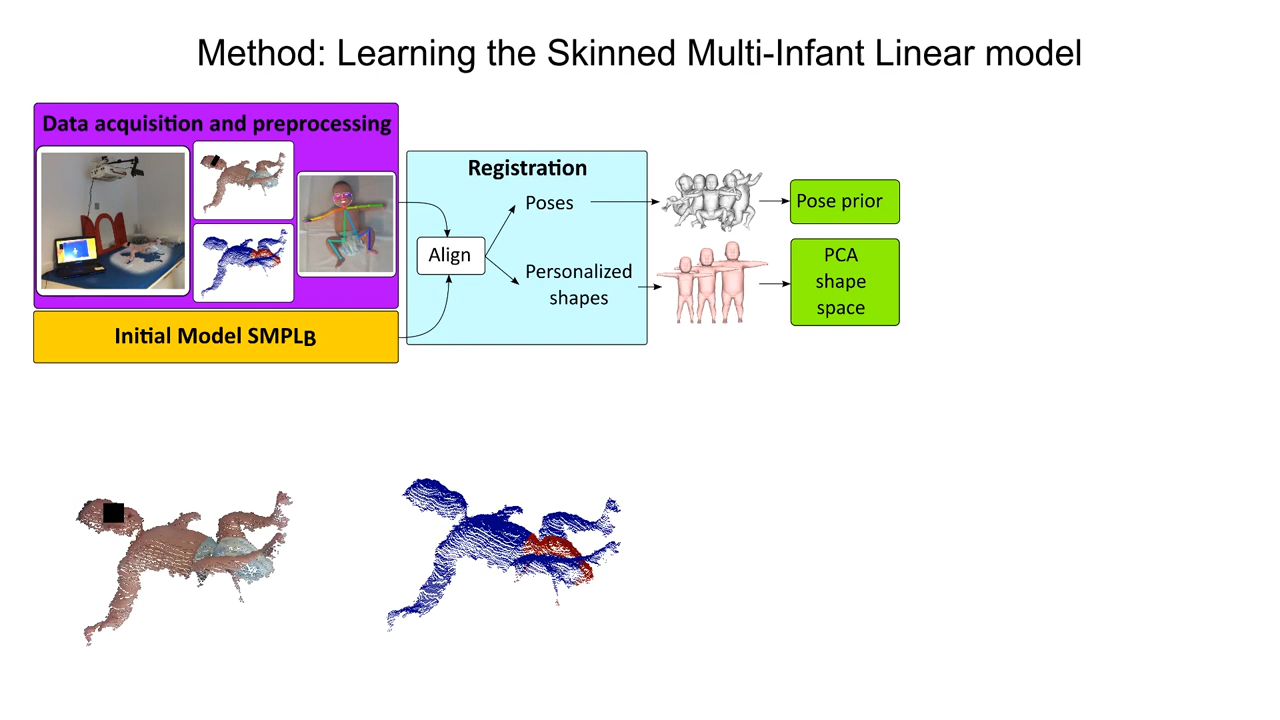 Method: Learning the Skinned Multi-Infant Linear model
Data acquisition and preprocessing
Initial Model SMPLB
Registration
Align
Poses
Personalized
shapes
Pose prior
PCA
shape
space